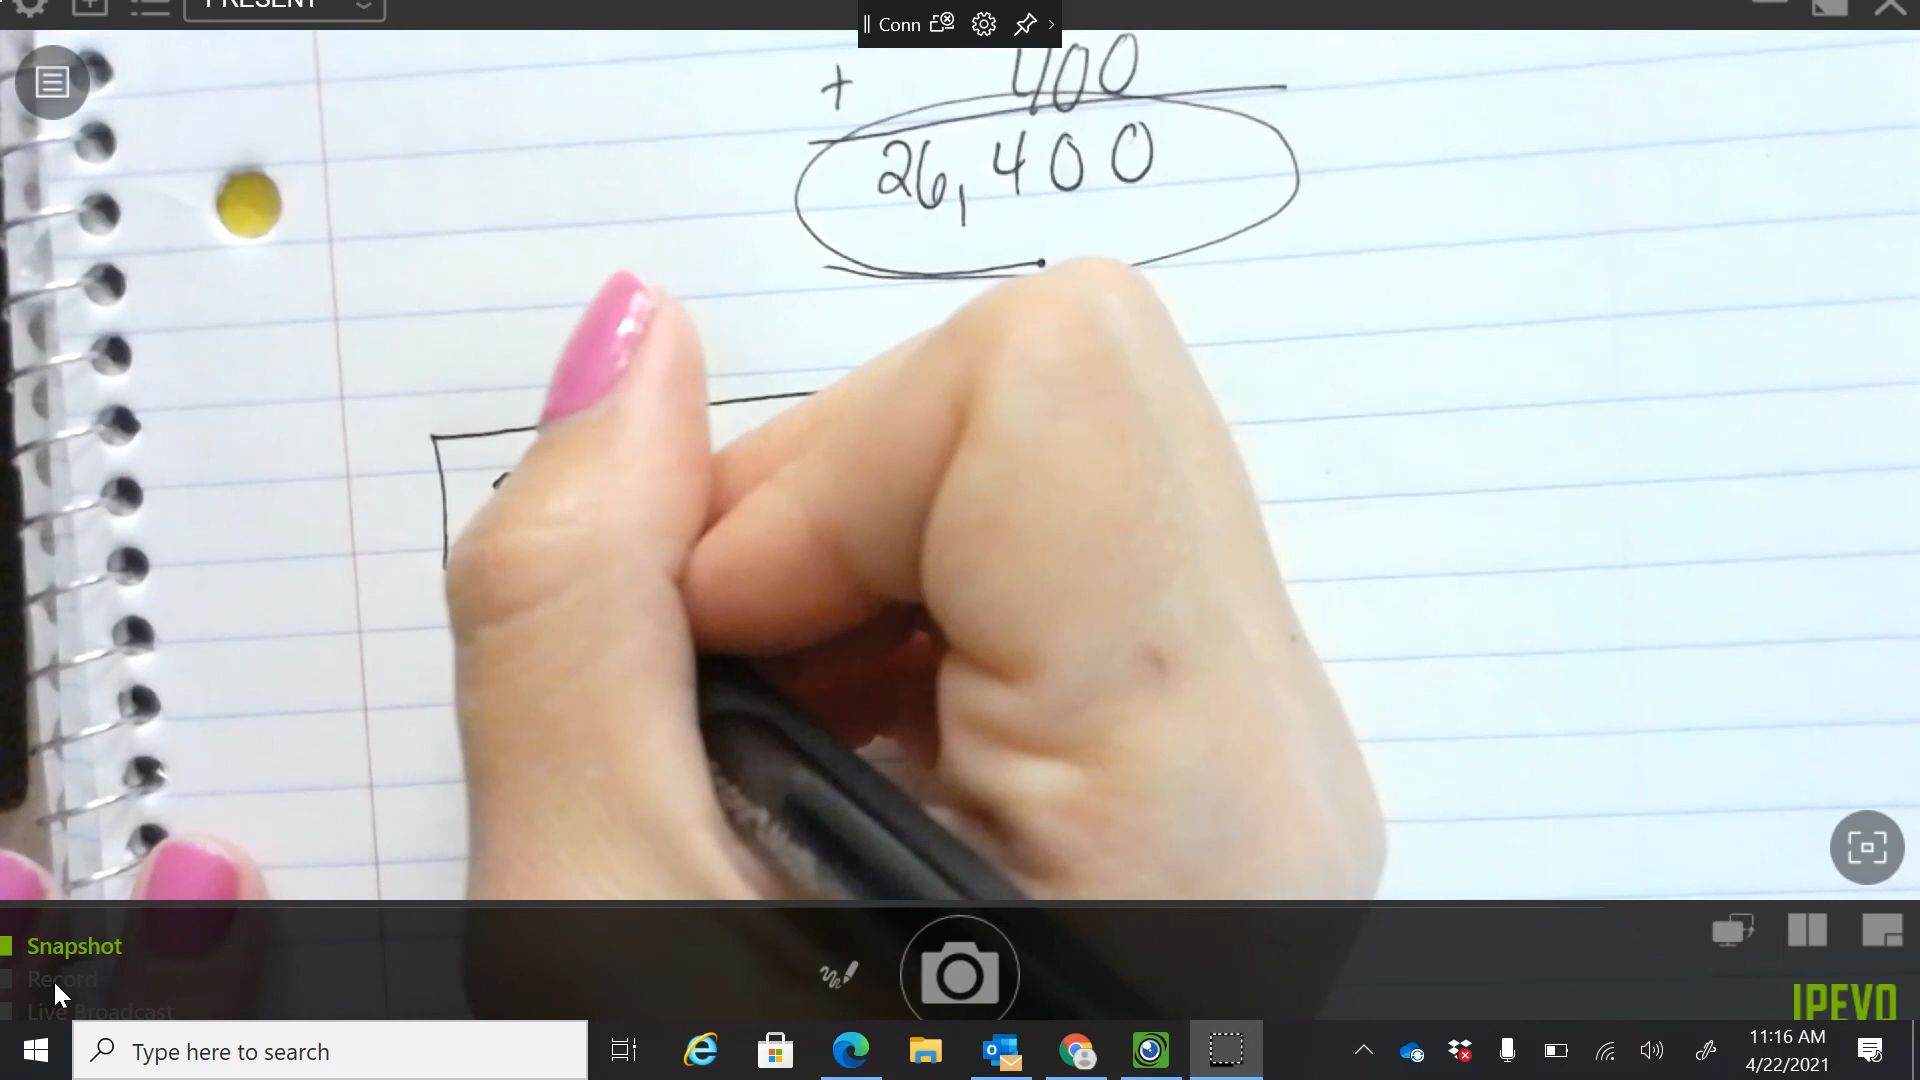 PRESENT
Conn
+ 400
26,400
Snapshot
Record
Live Broadcast
IPEVO
Type here to search
11:16 AM
4/22/2021